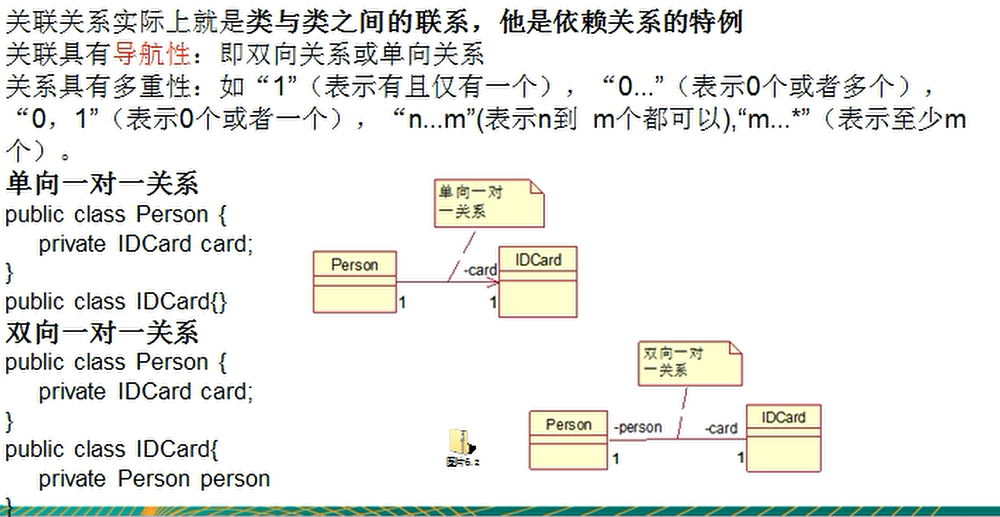 关联关系实际上就是类与类之间的联系，他是依赖关系的特例
关联具有导航性：即双向关系或单向关系
关系具有多重性：如“1”（表示有且仅有一个），“0...”（表示0个或者多个），
“0，1”（表示0个或者一个），“n...m”(表示n到 m个都可以),“m...*”（表示至少m
个）。
单向一对一关系
public class Person {
private IDCard card;
}
public class IDCard{}
单向一对
一关系
Person
-card
IDCard
1
1
双向一对一关系
public class Person {
private IDCard card;
}
public class IDCard{
private Person person
}
双向一对
一关系
Person
-person
-card
IDCard
1
1
图片6.z